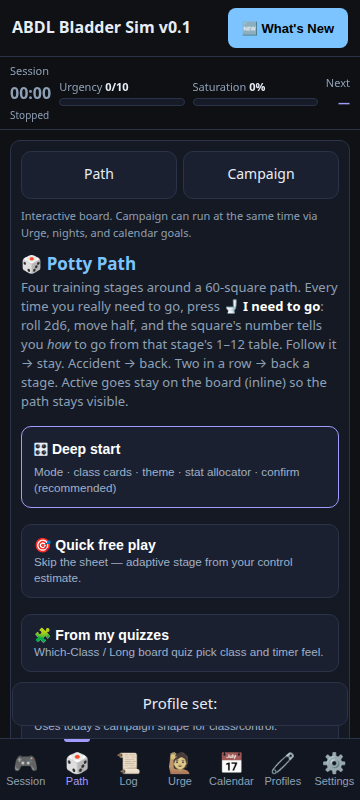 ABDL Bladder Sim v0.1
🆕 What's New
Session
00:00
Stopped
Urgency 0/10
Saturation 0%
Next
—
Path
Campaign
Interactive board. Campaign can run at the same time via
Urge, nights, and calendar goals.
🎲 Potty Path
Four training stages around a 60-square path. Every
time you really need to go, press 🚽 I need to go:
roll 2d6, move half, and the square's number tells
you how to go from that stage's 1–12 table. Follow it
→ stay. Accident → back. Two in a row → back a
stage. Active goes stay on the board (inline) so the
path stays visible.
🎛️ Deep start
Mode · class cards · theme · stat allocator · confirm
(recommended)
🎯 Quick free play
Skip the sheet — adaptive stage from your control
estimate.
🧩 From my quizzes
Which-Class / Long board quiz pick class and timer feel.
Profile set:
Uses today's campaign shape for class/control.
Session
Path
Log
Urge
Calendar
Profiles
Settings